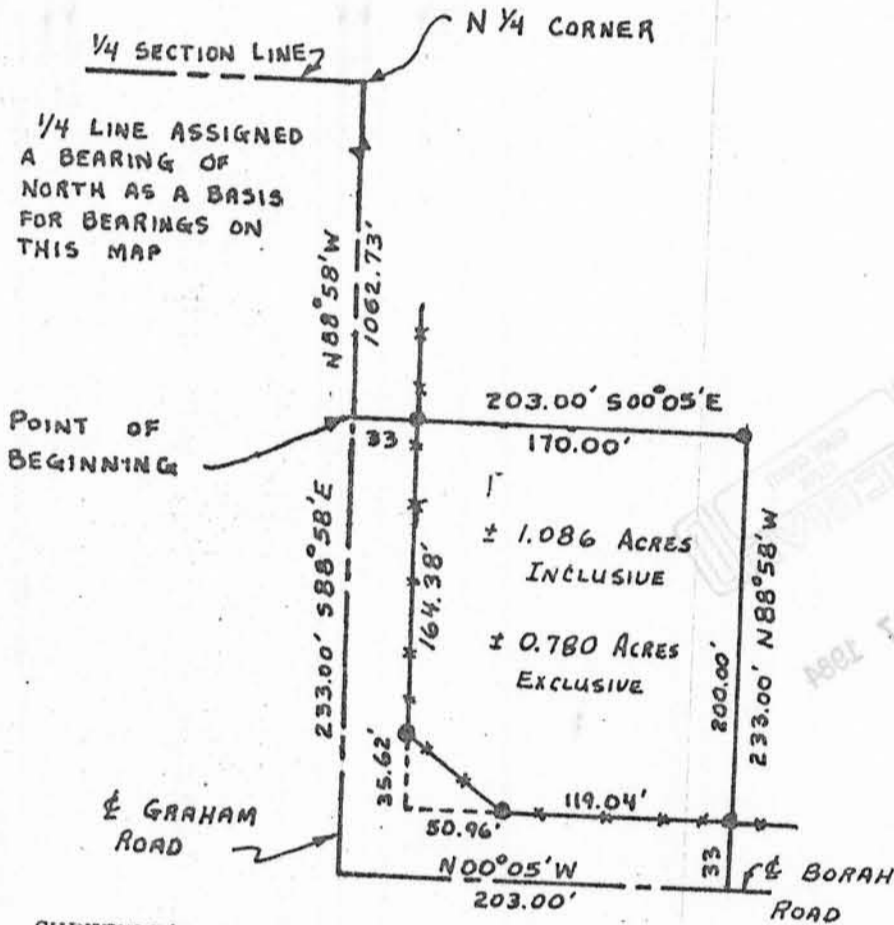 N 1/4 CORNER
1/4 SECTION LINE
1/4 LINE ASSIGNED
A BEARING OF
NORTH AS A BASIS
FOR BEARINGS ON
THIS MAP
N88°58'W
1062.73'
203.00' S00°05'E
POINT OF
BEGINNING
33
170.00'
± 1.086 ACRES
INCLUSIVE
± 0.780 ACRES
EXCLUSIVE
233.00' S88°58'E
164.38'
200.00'
233.00' N88°58'W
1984
35.62'
50.96'
119.04'
℄ GRAHAM
ROAD
N00°05'W
203.00'
33
℄ BORAH
ROAD